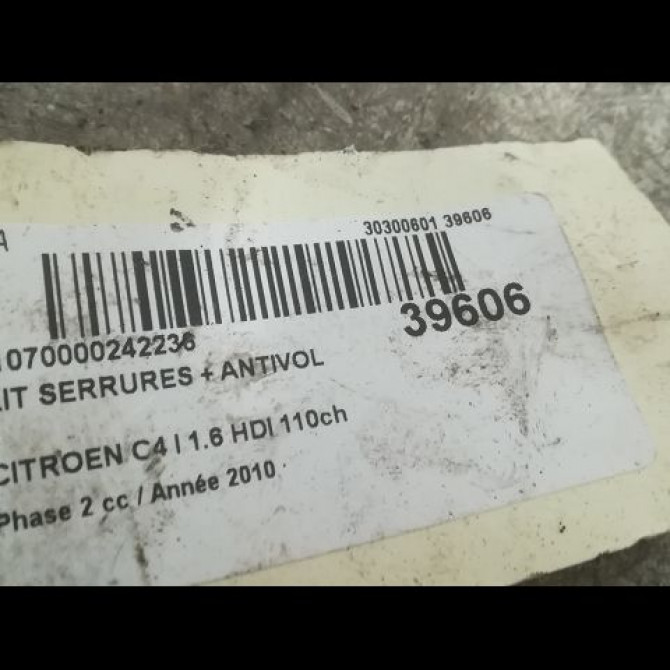 30300601 39606
39606
070000242236
IT SERRURES + ANTIVOL
CITROEN C4 I 1.6 HDI 110ch
Phase 2 cc / Année 2010